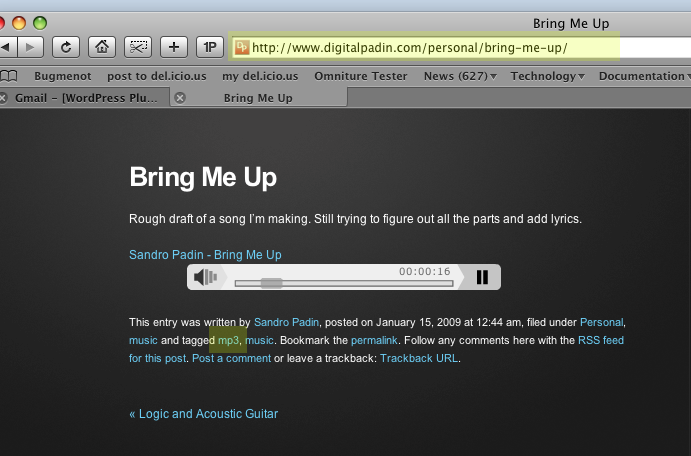 Bring Me Up
1P
Dp http://www.digitalpadin.com/personal/bring-me-up/
Bugmenot post to del.icio.us my del.icio.us Omniture Tester News (627) Technology Documentation
Gmail - [WordPress Plu... Bring Me Up
Bring Me Up
Rough draft of a song I'm making. Still trying to figure out all the parts and add lyrics.
Sandro Padin - Bring Me Up
00:00:16
This entry was written by Sandro Padin, posted on January 15, 2009 at 12:44 am, filed under Personal,
music and tagged mp3, music. Bookmark the permalink. Follow any comments here with the RSS feed
for this post. Post a comment or leave a trackback: Trackback URL.
« Logic and Acoustic Guitar